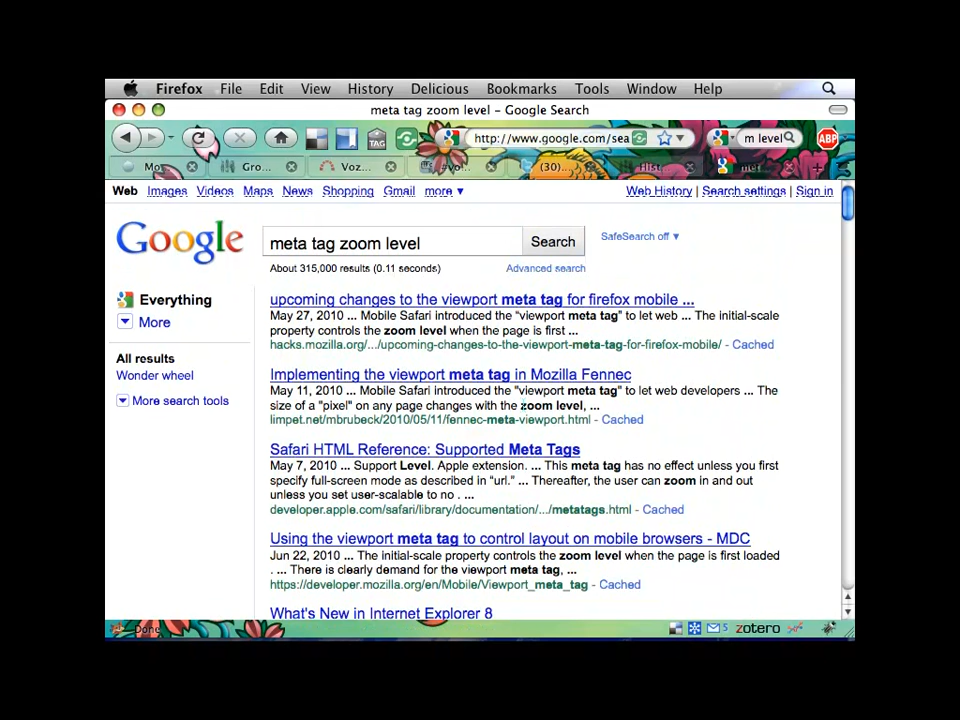 Firefox File Edit View History Delicious Bookmarks Tools Window Help
meta tag zoom level – Google Search
TAG http://www.google.com/sea m level ABP
Mo Gro... Voz... (30)...
Web Images Videos Maps News Shopping Gmail more ▼ Web History | Search settings | Sign in
Google meta tag zoom level Search SafeSearch off ▼
About 315,000 results (0.11 seconds) Advanced search
Everything
More
All results
Wonder wheel
More search tools
upcoming changes to the viewport meta tag for firefox mobile ...
May 27, 2010 ... Mobile Safari introduced the "viewport meta tag" to let web ... The initial-scale
property controls the zoom level when the page is first ...
hacks.mozilla.org/.../upcoming-changes-to-the-viewport-meta-tag-for-firefox-mobile/ - Cached
Implementing the viewport meta tag in Mozilla Fennec
May 11, 2010 ... Mobile Safari introduced the "viewport meta tag" to let web developers ... The
size of a "pixel" on any page changes with the zoom level, ...
limpet.net/mbrubeck/2010/05/11/fennec-meta-viewport.html - Cached
Safari HTML Reference: Supported Meta Tags
May 7, 2010 ... Support Level. Apple extension. ... This meta tag has no effect unless you first
specify full-screen mode as described in "url." ... Thereafter, the user can zoom in and out
unless you set user-scalable to no . ...
developer.apple.com/safari/library/documentation/.../metatags.html - Cached
Using the viewport meta tag to control layout on mobile browsers - MDC
Jun 22, 2010 ... The initial-scale property controls the zoom level when the page is first loaded
. ... There is clearly demand for the viewport meta tag, ...
https://developer.mozilla.org/en/Mobile/Viewport_meta_tag - Cached
What's New in Internet Explorer 8
Done 5 zotero